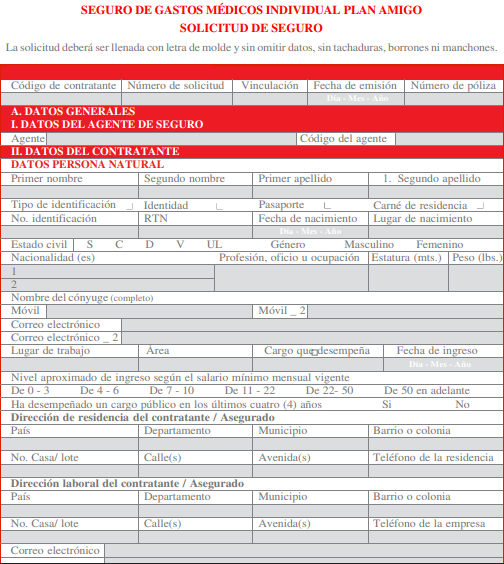 SEGURO DE GASTOS MÉDICOS INDIVIDUAL PLAN AMIGO
SOLICITUD DE SEGURO
La solicitud deberá ser llenada con letra de molde y sin omitir datos, sin tachaduras, borrones ni manchones.
Código de contratante Número de solicitud Vinculación Fecha de emisión Número de póliza
Día - Mes - Año
A. DATOS GENERALES
I. DATOS DEL AGENTE DE SEGURO
Agente Código del agente
II. DATOS DEL CONTRATANTE
DATOS PERSONA NATURAL
Primer nombre Segundo nombre Primer apellido 1. Segundo apellido
Tipo de identificación Identidad Pasaporte Carné de residencia
No. identificación RTN Fecha de nacimiento Lugar de nacimiento
Día - Mes - Año
Estado civil S C D V UL Género Masculino Femenino
Nacionalidad (es) Profesión, oficio u ocupación Estatura (mts.) Peso (lbs.)
1
2
Nombre del cónyuge (completo)
Móvil Móvil _ 2
Correo electrónico
Correo electrónico _ 2
Lugar de trabajo Área Cargo que desempeña Fecha de ingreso
Día - Mes - Año
Nivel aproximado de ingreso según el salario mínimo mensual vigente
De 0 - 3 De 4 - 6 De 7 - 10 De 11 - 22 De 22- 50 De 50 en adelante
Ha desempeñado un cargo público en los últimos cuatro (4) años Si No
Dirección de residencia del contratante / Asegurado
País Departamento Municipio Barrio o colonia
No. Casa/ lote Calle(s) Avenida(s) Teléfono de la residencia
Dirección laboral del contratante / Asegurado
País Departamento Municipio Barrio o colonia
No. Casa/ lote Calle(s) Avenida(s) Teléfono de la empresa
Correo electrónico